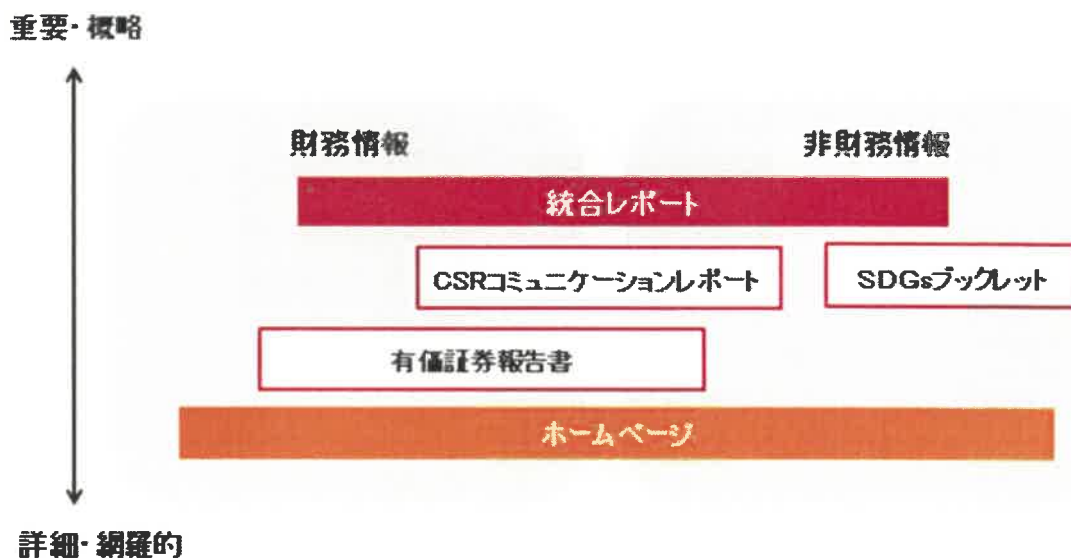 重要・概略
財務情報
非財務情報
統合レポート
CSRコミュニケーションレポート
SDGsブックレット
有価証券報告書
ホームページ
詳細・網羅的